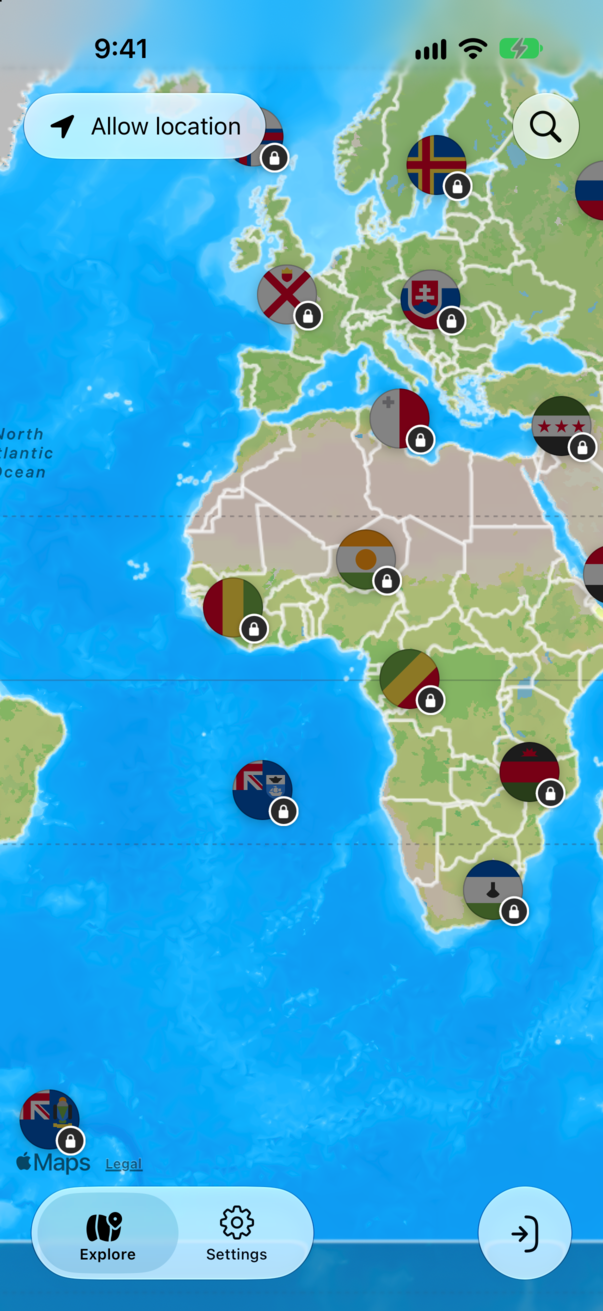 9:41
Allow location
North
Atlantic
Ocean
Maps
Legal
Explore
Settings